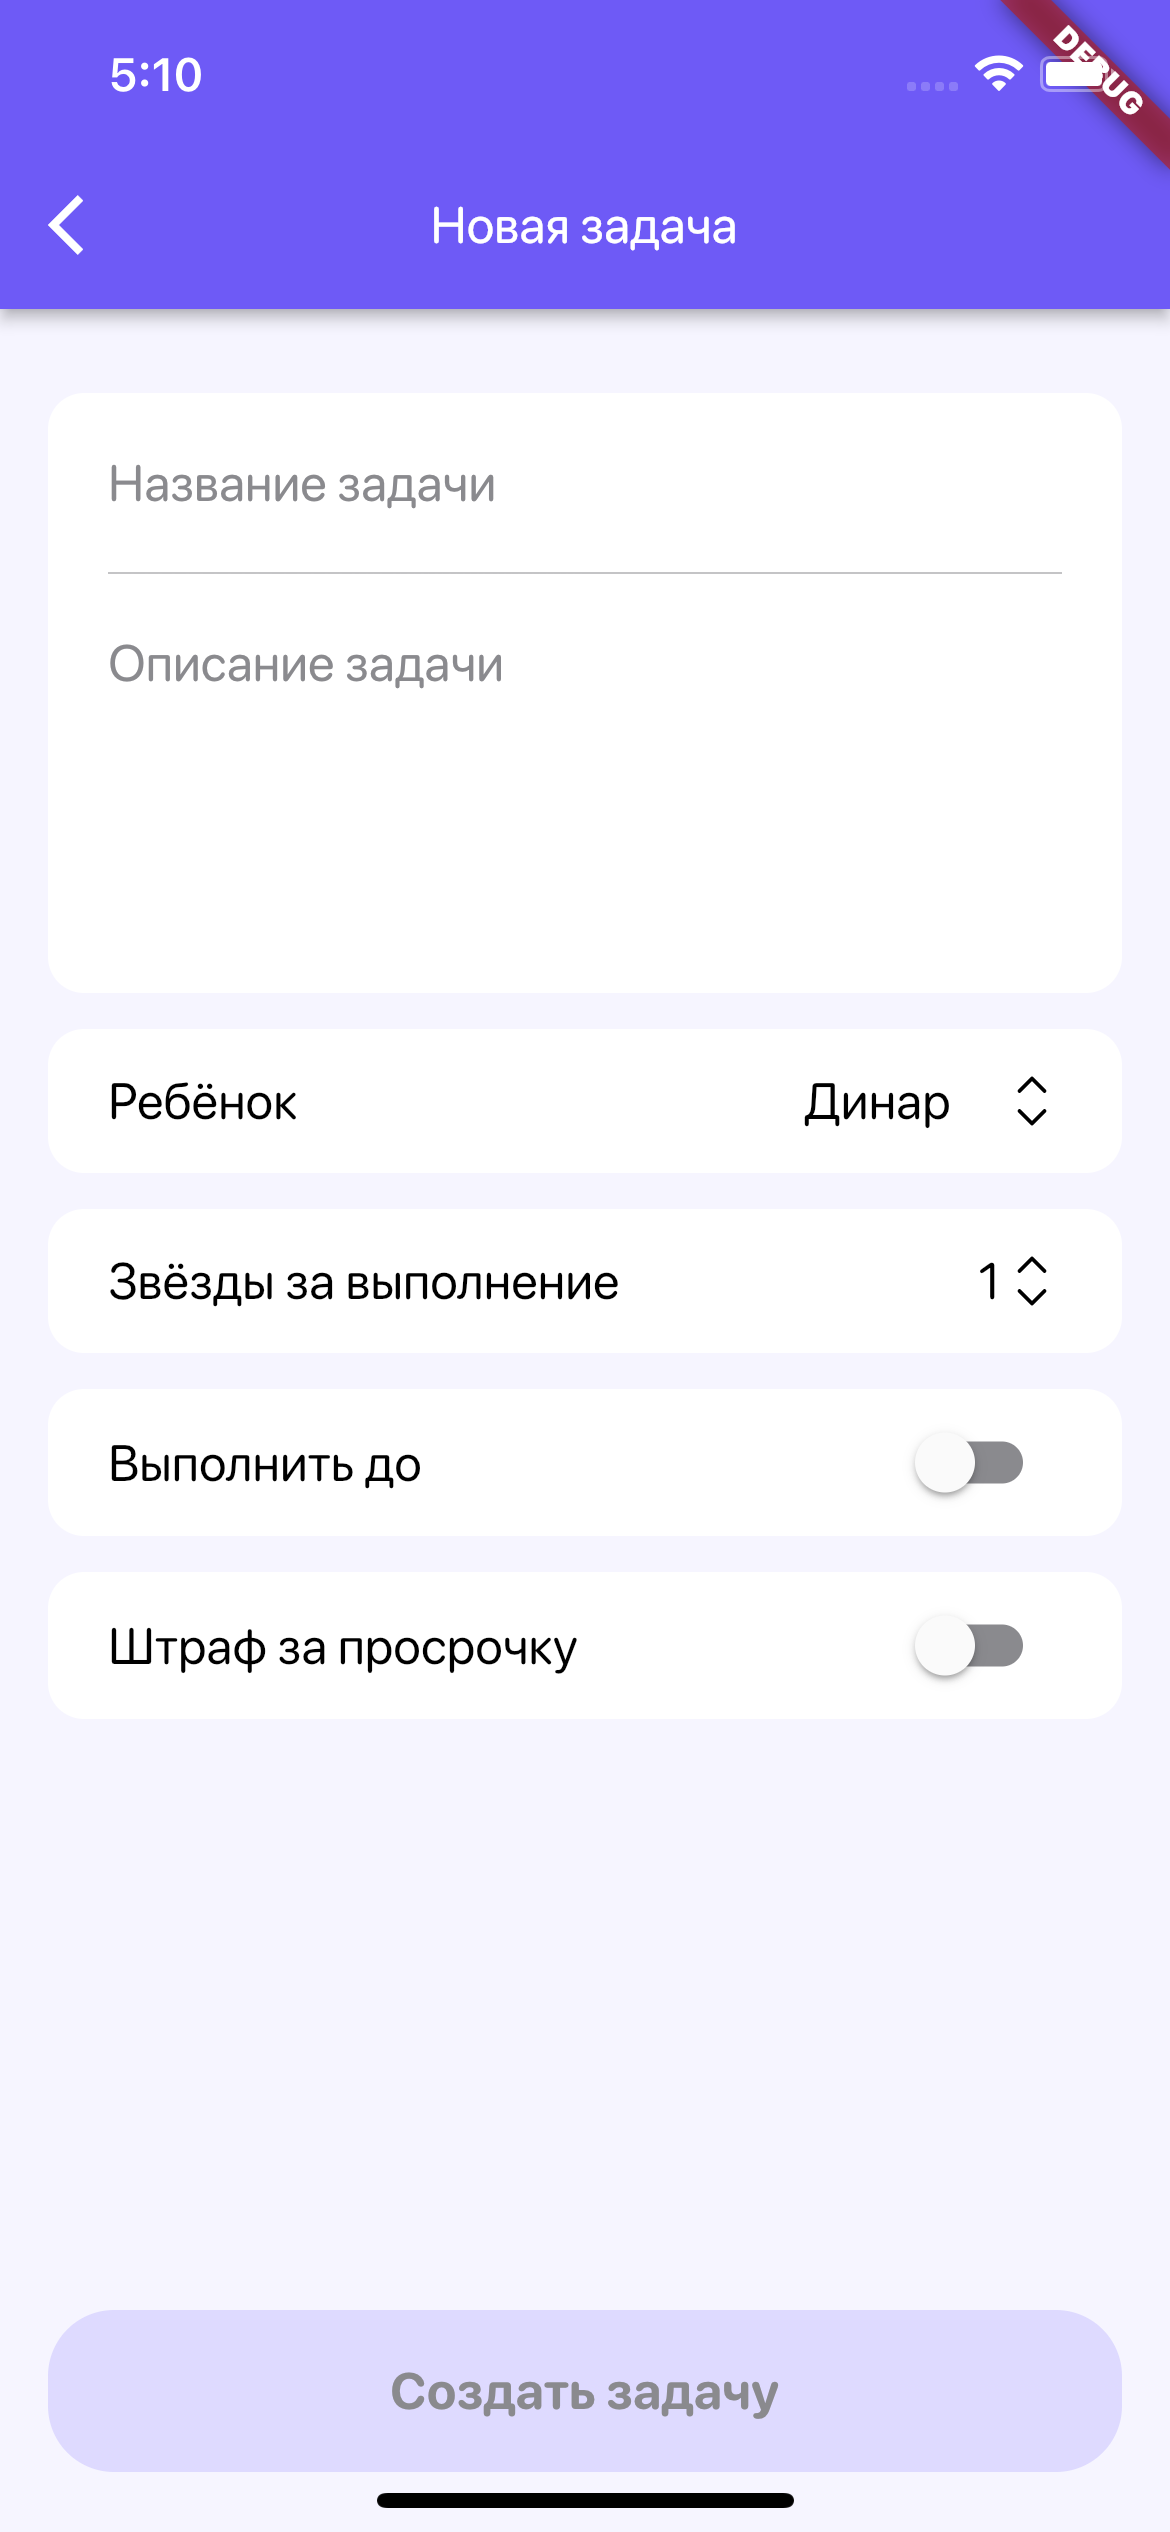 5:10
DEBUG
Новая задача
Название задачи
Описание задачи
Ребёнок Динар
Звёзды за выполнение 1
Выполнить до
Штраф за просрочку
Создать задачу